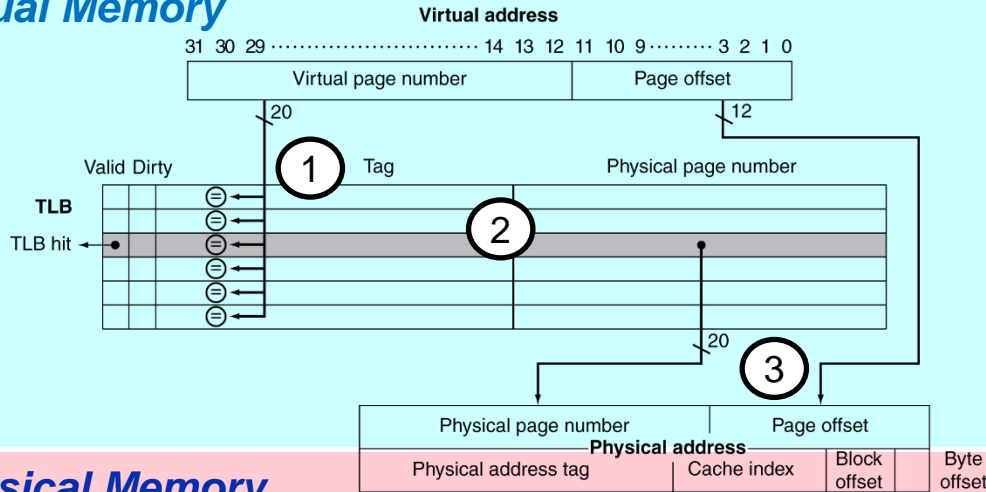 ual Memory
Virtual address
31 30 29 ································ 14 13 12 11 10 9 ········· 3 2 1 0
Virtual page number Page offset
20 12
1
Valid Dirty Tag Physical page number
TLB
=
=
2
TLB hit =
=
=
=
20
3
Physical page number Page offset
Physical address
Physical address tag Cache index Block offset Byte offset
sical Memory